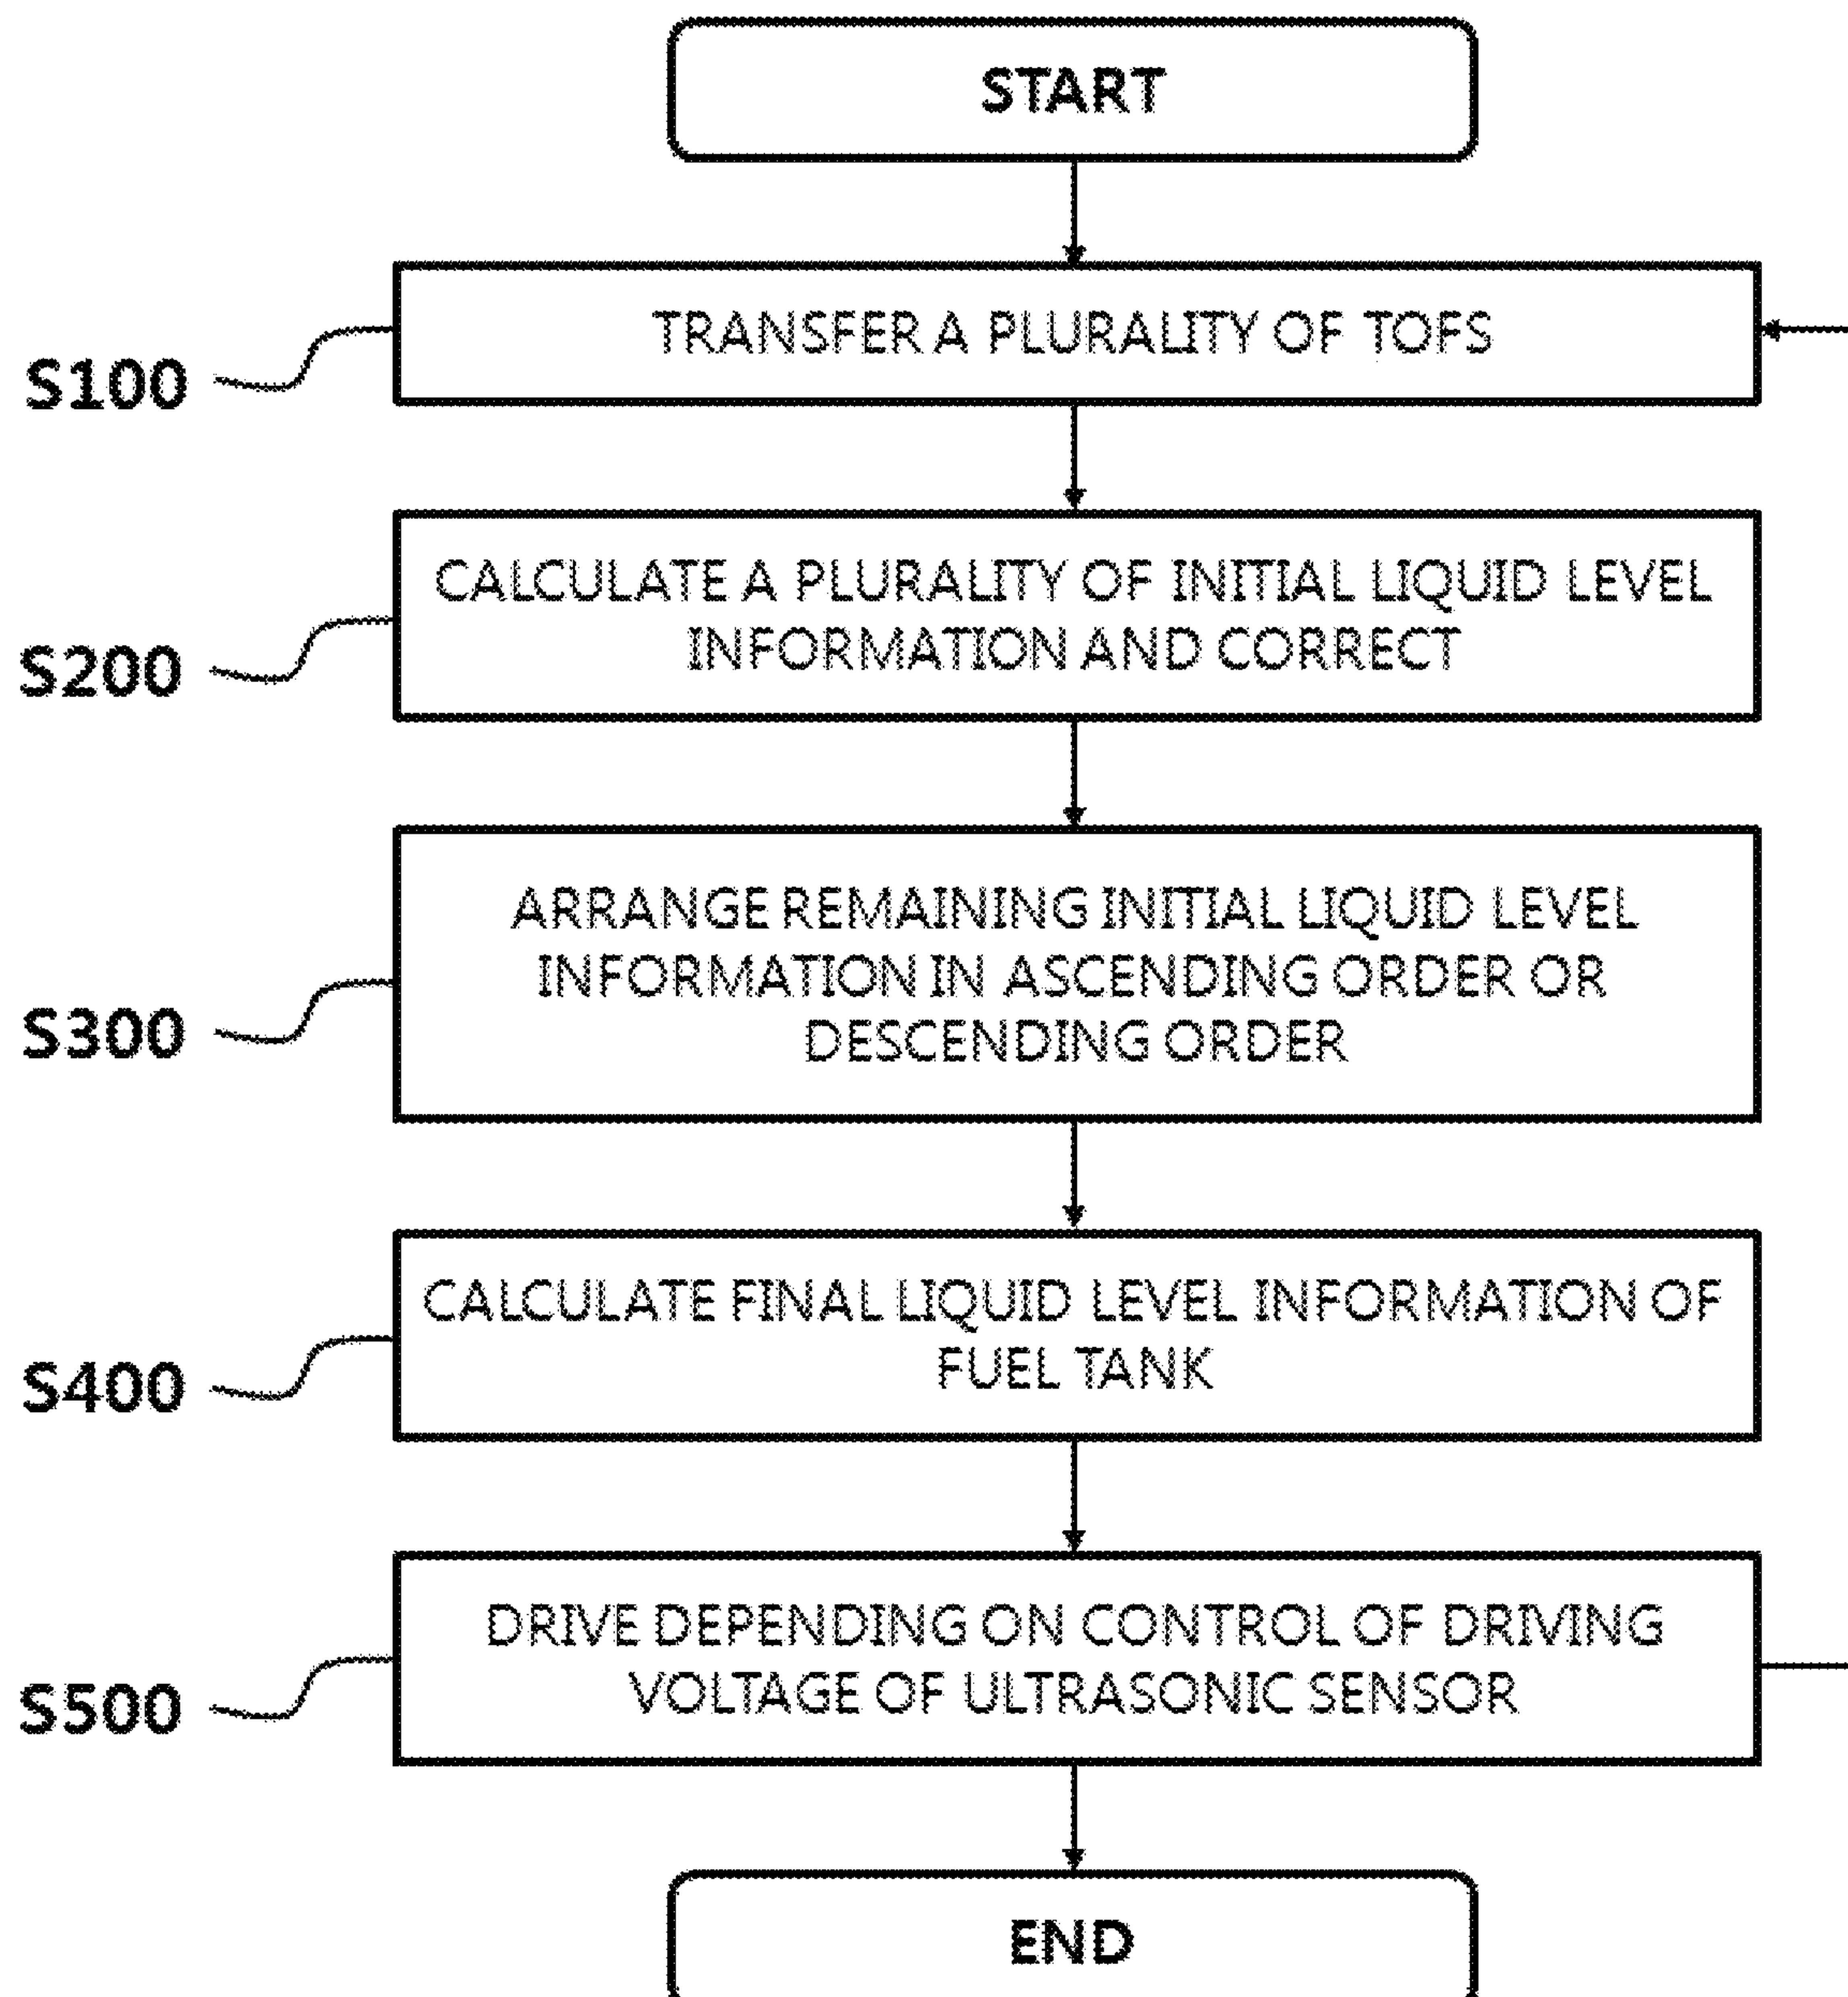 START
TRANSFER A PLURALITY OF TOFS
S100
CALCULATE A PLURALITY OF INITIAL LIQUID LEVEL
INFORMATION AND CORRECT
S200
ARRANGE REMAINING INITIAL LIQUID LEVEL
INFORMATION IN ASCENDING ORDER OR
DESCENDING ORDER
S300
CALCULATE FINAL LIQUID LEVEL INFORMATION OF
FUEL TANK
S400
DRIVE DEPENDING ON CONTROL OF DRIVING
VOLTAGE OF ULTRASONIC SENSOR
S500
END